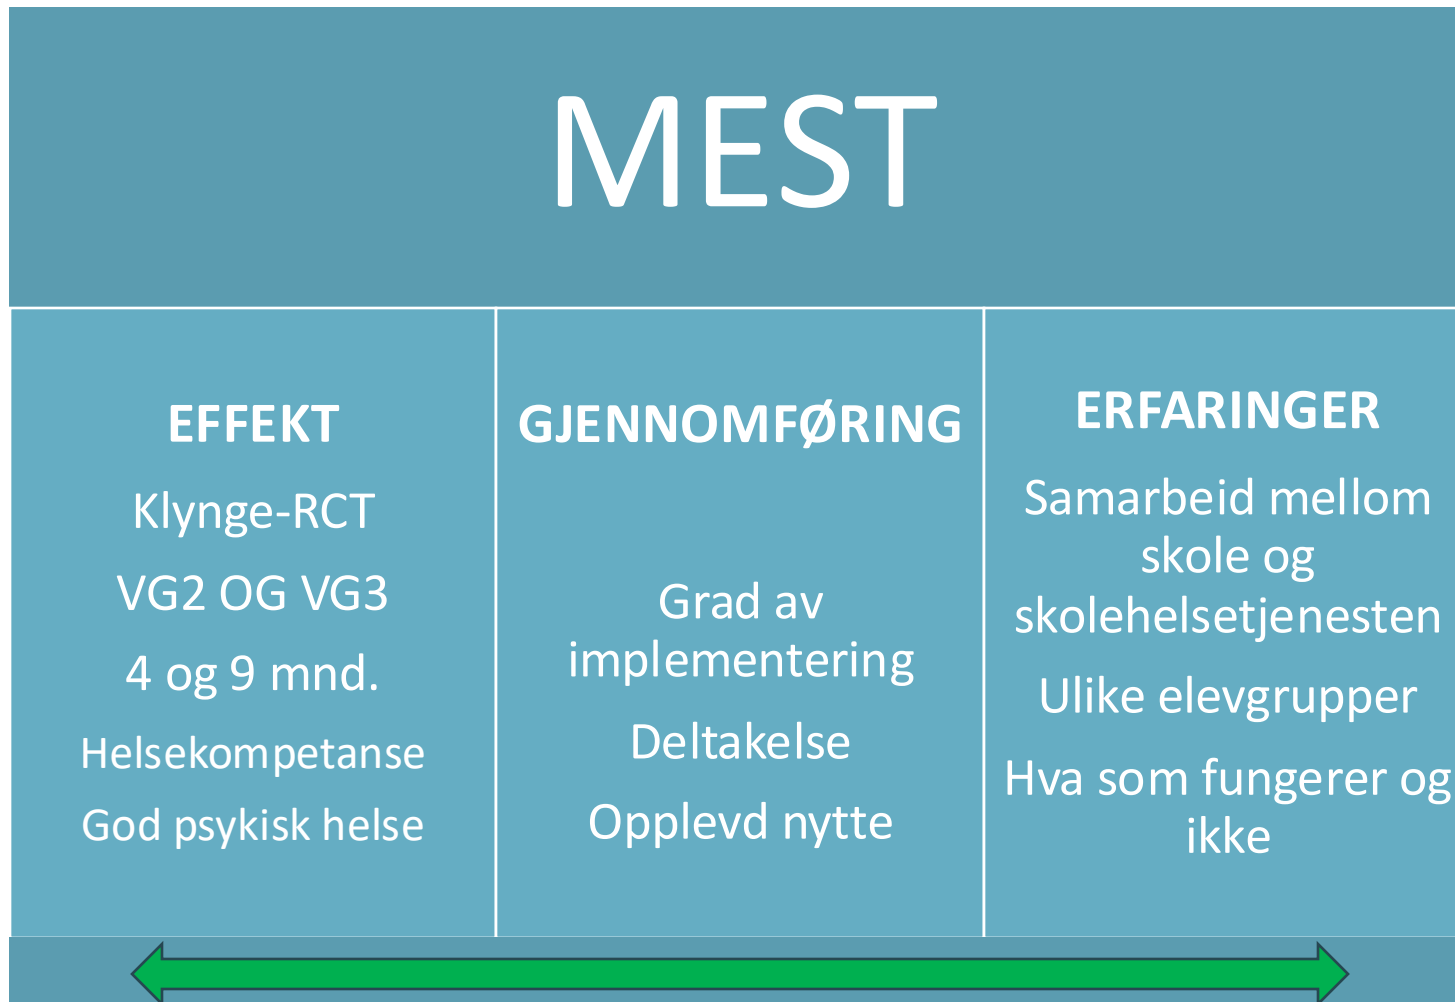 MEST
EFFEKT
Klynge-RCT
VG2 OG VG3
4 og 9 mnd.
Helsekompetanse
God psykisk helse
GJENNOMFØRING
Grad av
implementering
Deltakelse
Opplevd nytte
ERFARINGER
Samarbeid mellom
skole og
skolehelsetjenesten
Ulike elevgrupper
Hva som fungerer og
ikke